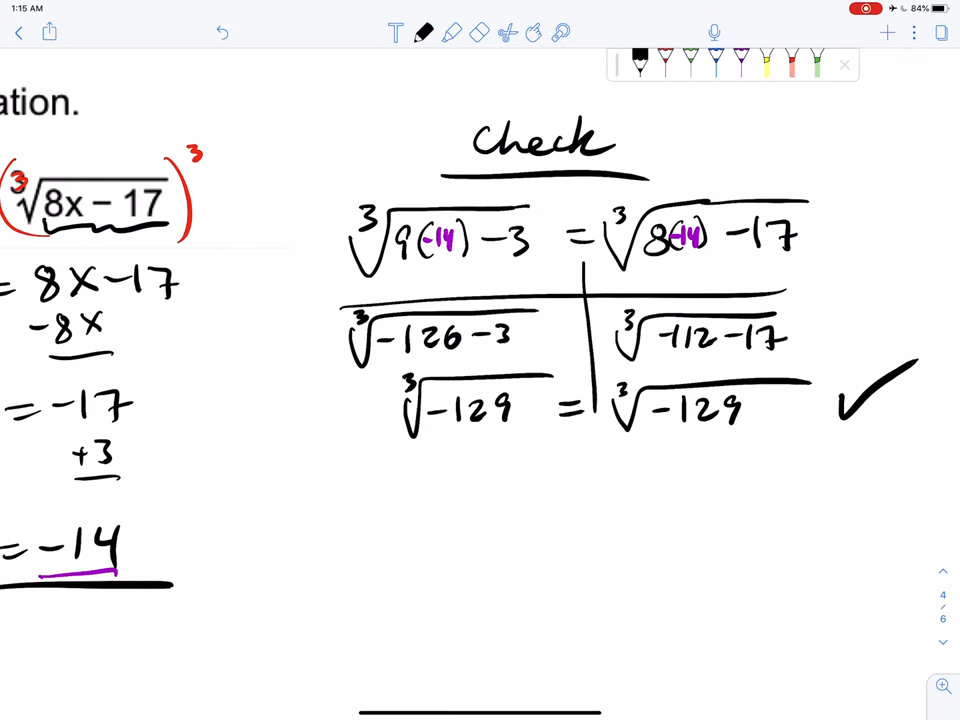 1:15 AM
84%
ation.
(∛(8x − 17))³
= 8x − 17
-8x
= -17
+3
= -14
Check
∛(9(-14) - 3) = ∛(8(-14) - 17)
∛(-126 - 3) ∛(-112 - 17)
∛(-129) = ∛(-129) ✓
4
/
6